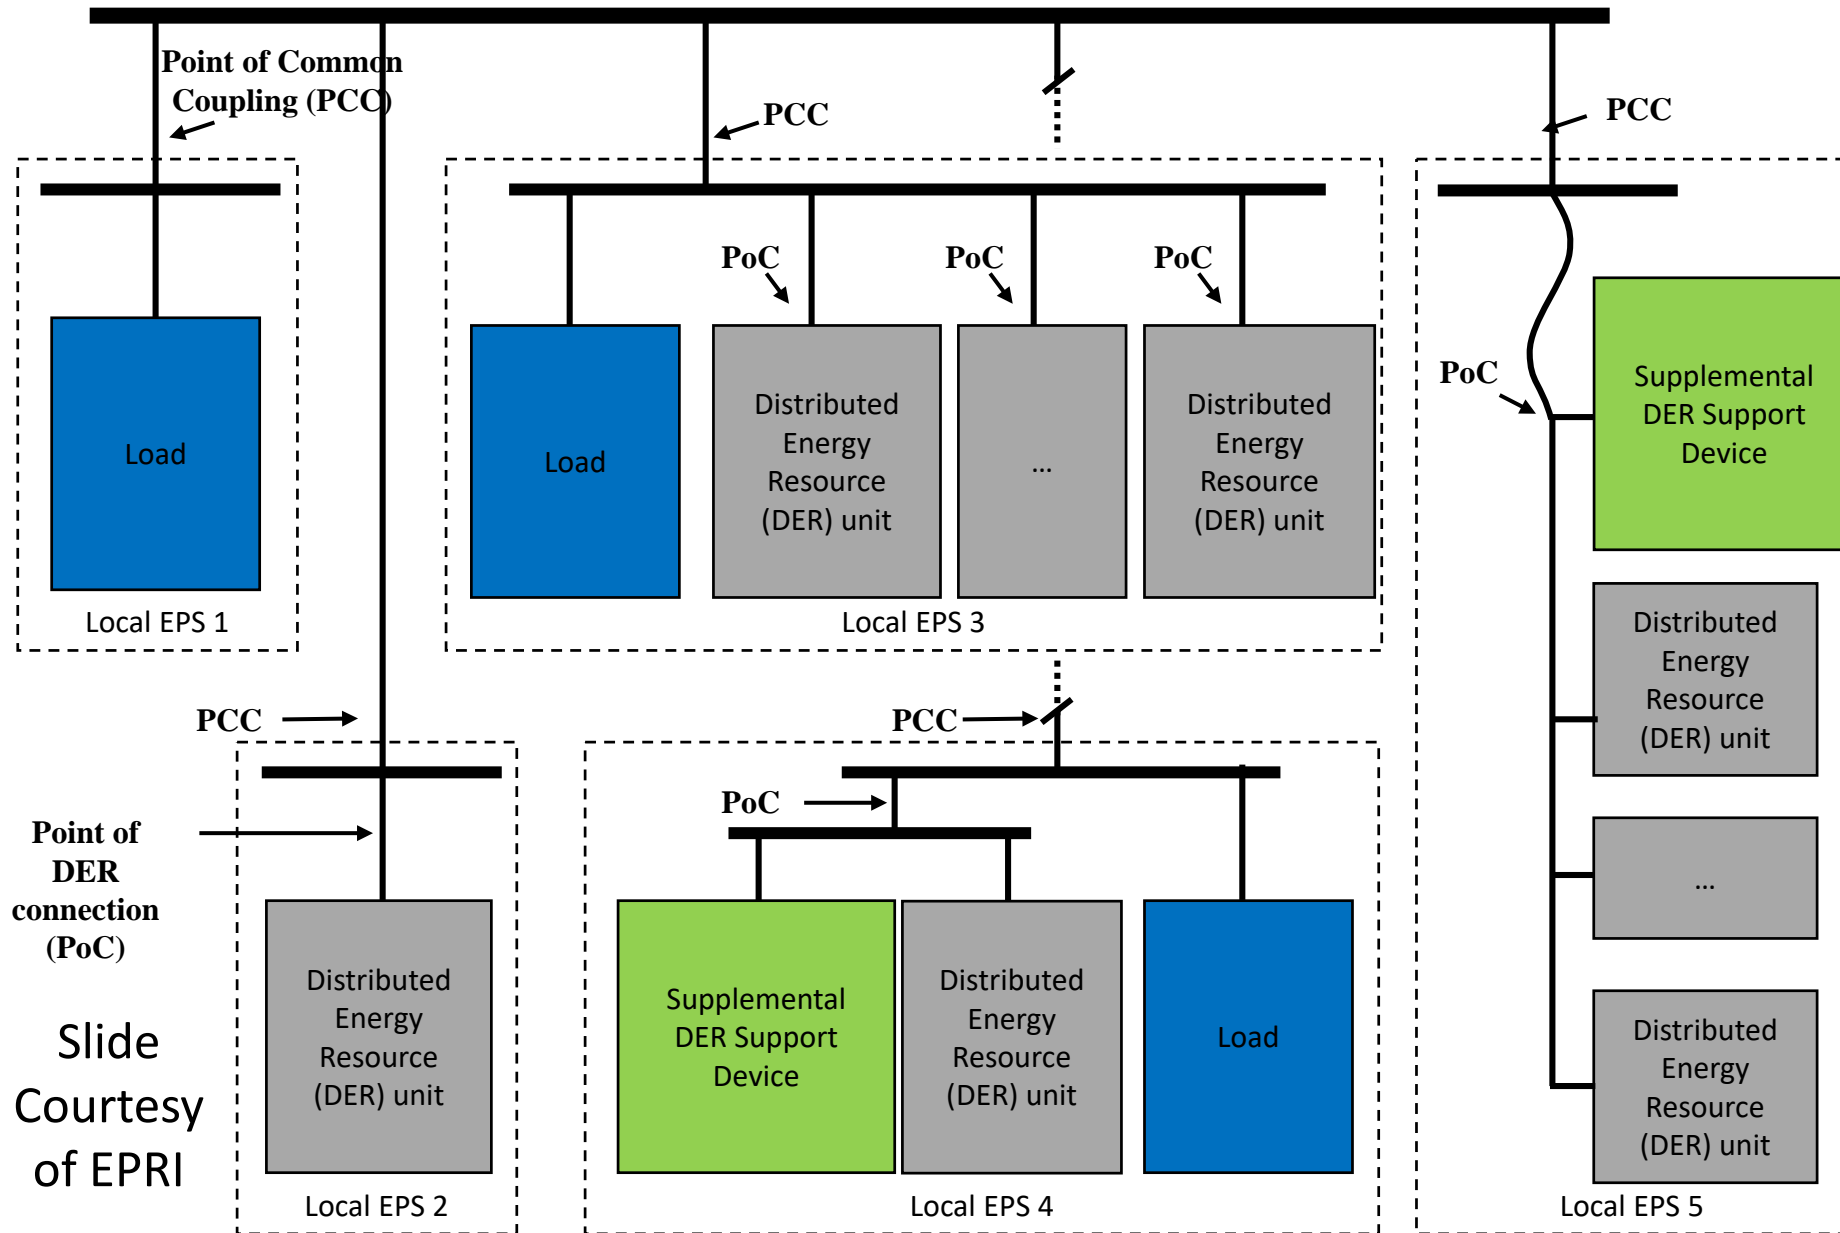 Point of Common
Coupling (PCC)
PCC
PCC
Load
Local EPS 1
PoC
PoC
PoC
Load
Distributed
Energy
Resource
(DER) unit
...
Distributed
Energy
Resource
(DER) unit
Local EPS 3
PoC
Supplemental
DER Support
Device
Distributed
Energy
Resource
(DER) unit
...
Distributed
Energy
Resource
(DER) unit
Local EPS 5
PCC
Point of
DER
connection
(PoC)
Distributed
Energy
Resource
(DER) unit
Local EPS 2
PCC
PoC
Supplemental
DER Support
Device
Distributed
Energy
Resource
(DER) unit
Load
Local EPS 4
Slide
Courtesy
of EPRI